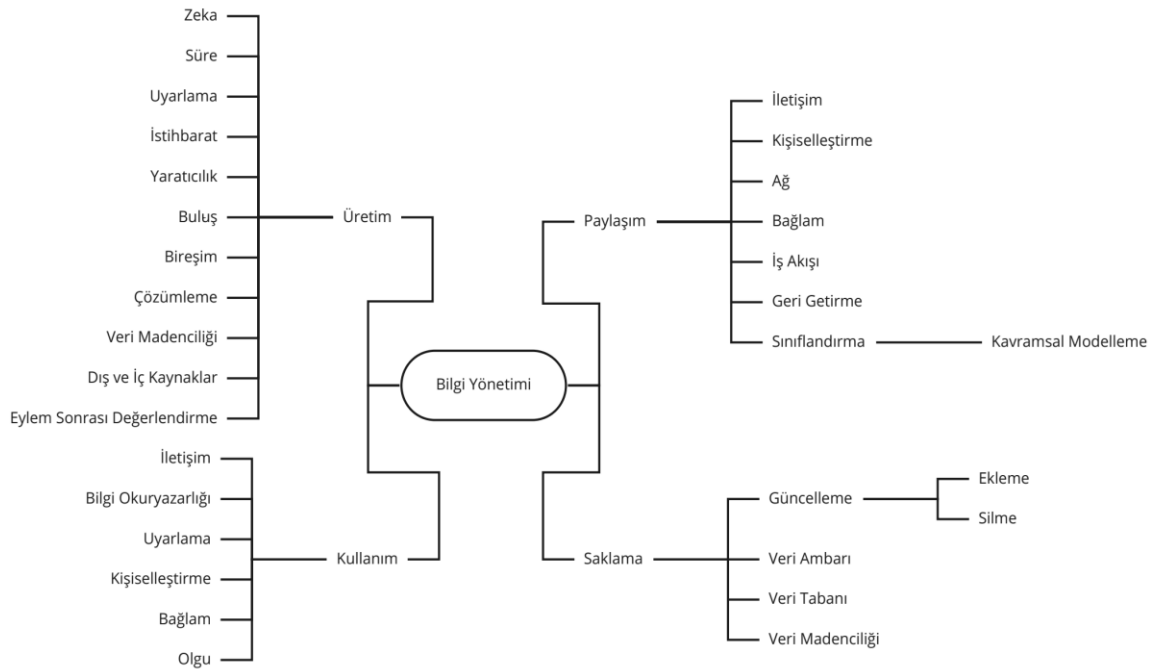 Bilgi Yönetimi
Üretim
Zeka
Süre
Uyarlama
İstihbarat
Yaratıcılık
Buluş
Bireşim
Çözümleme
Veri Madenciliği
Dış ve İç Kaynaklar
Eylem Sonrası Değerlendirme
Kullanım
İletişim
Bilgi Okuryazarlığı
Uyarlama
Kişiselleştirme
Bağlam
Olgu
Paylaşım
İletişim
Kişiselleştirme
Ağ
Bağlam
İş Akışı
Geri Getirme
Sınıflandırma
Kavramsal Modelleme
Saklama
Güncelleme
Ekleme
Silme
Veri Ambarı
Veri Tabanı
Veri Madenciliği